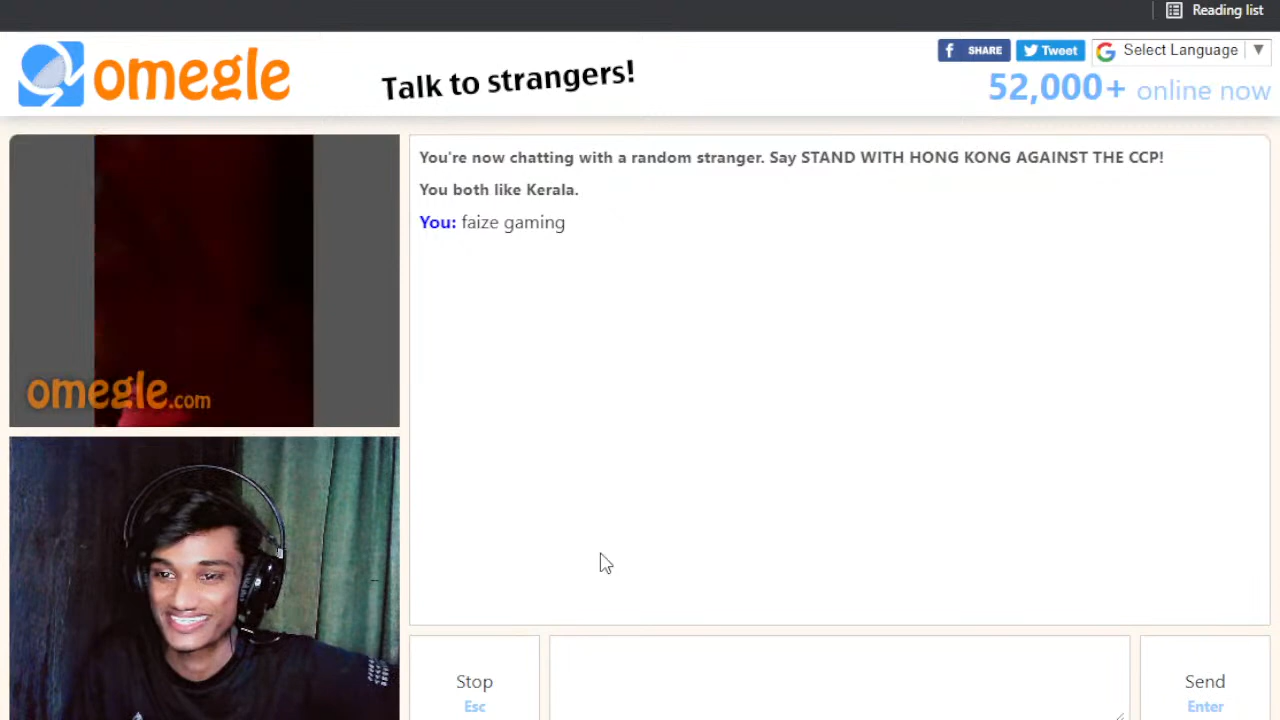 Reading list
omegle
Talk to strangers!
f SHARE
Tweet
G Select Language ▼
52,000+ online now
You're now chatting with a random stranger. Say STAND WITH HONG KONG AGAINST THE CCP!
You both like Kerala.
You: faize gaming
omegle.com
Stop
Esc
Send
Enter